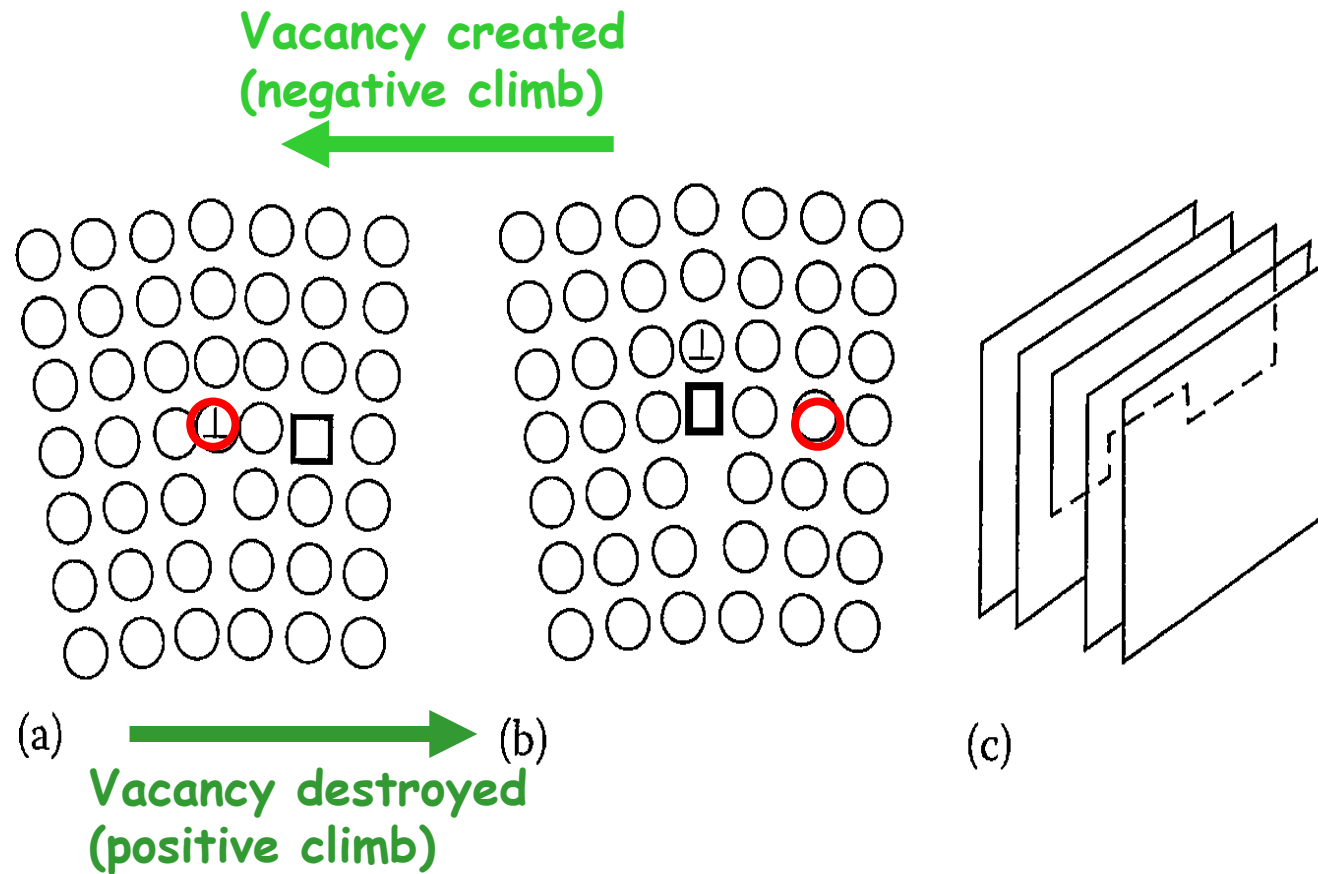 Vacancy created
(negative climb)
(a)
(b)
(c)
Vacancy destroyed
(positive climb)